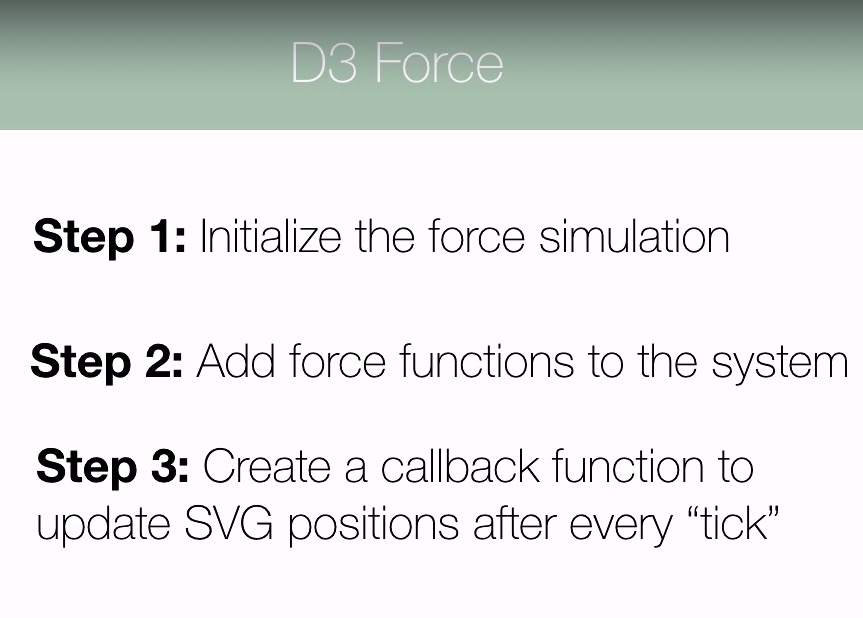 D3 Force
Step 1: Initialize the force simulation
Step 2: Add force functions to the system
Step 3: Create a callback function to
update SVG positions after every “tick”